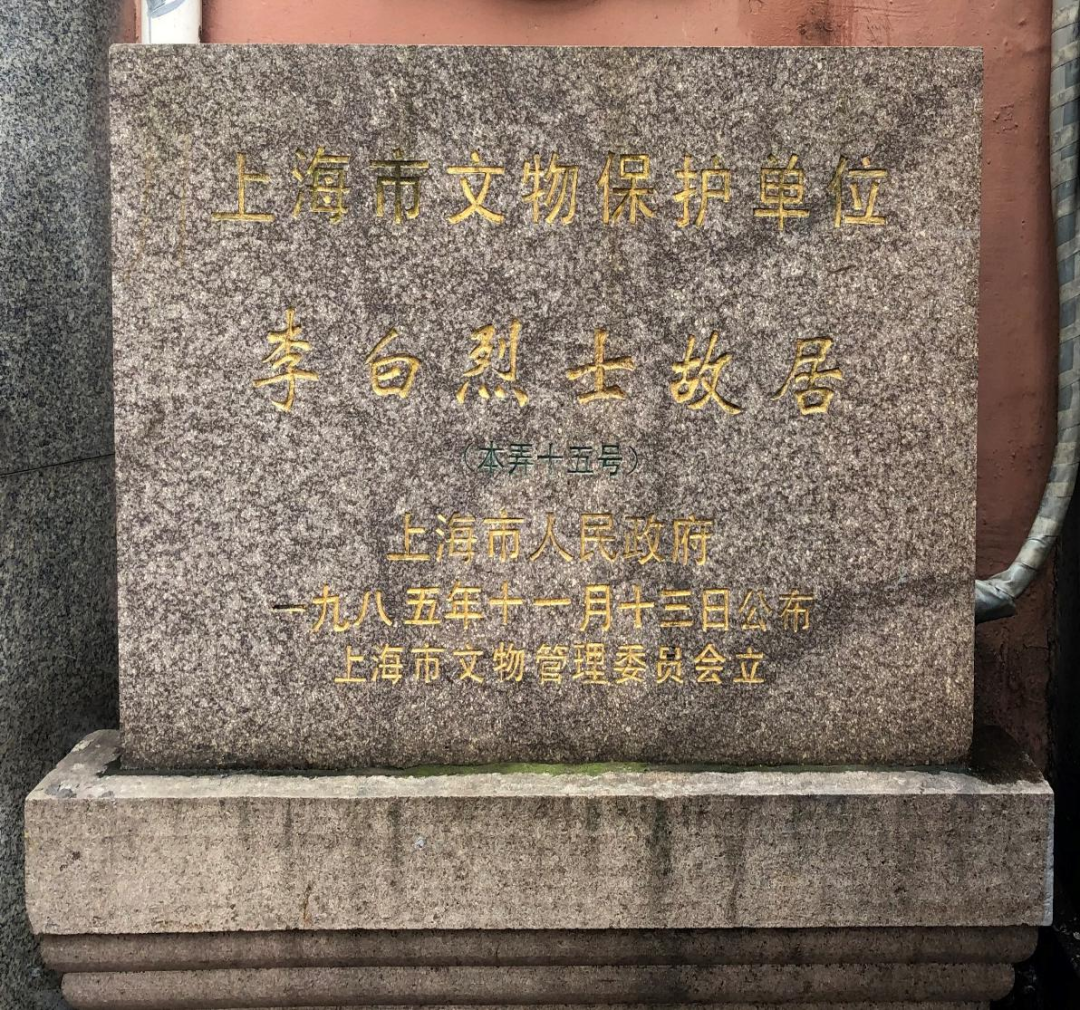 上海市文物保护单位
李白烈士故居
（本弄十五号）
上海市人民政府
一九八五年十一月十三日公布
上海市文物管理委员会立